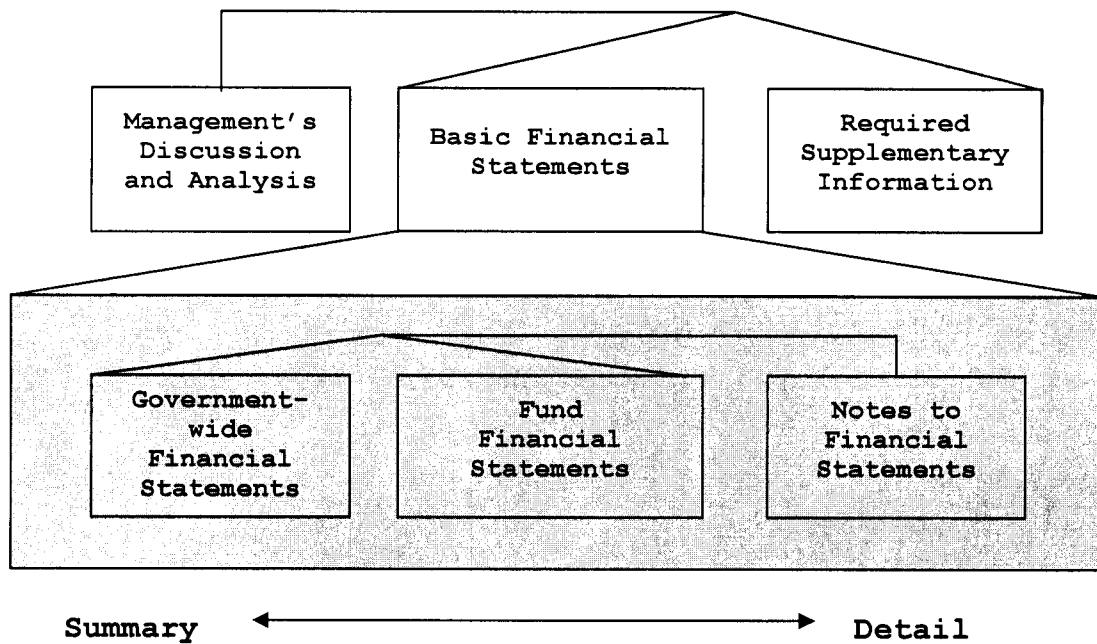 Management's
Discussion
and Analysis
Basic Financial
Statements
Required
Supplementary
Information
Government-
wide
Financial
Statements
Fund
Financial
Statements
Notes to
Financial
Statements
Summary
Detail